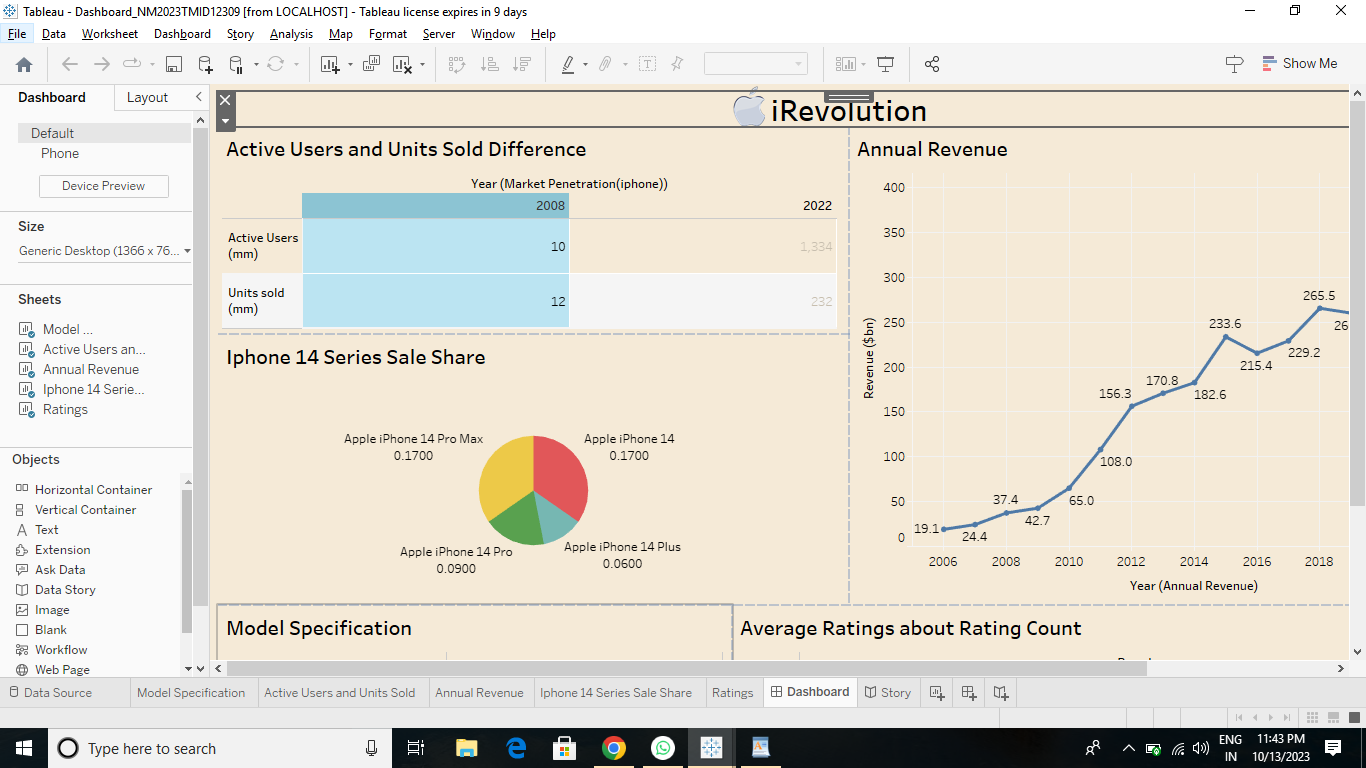 Tableau - Dashboard_NM2023TMID12309 [from LOCALHOST] - Tableau license expires in 9 days
File Data Worksheet Dashboard Story Analysis Map Format Server Window Help
Show Me
Dashboard Layout
Default
Phone
Device Preview
Size
Generic Desktop (1366 x 76...
Sheets
Model ...
Active Users an...
Annual Revenue
Iphone 14 Serie...
Ratings
Objects
Horizontal Container
Vertical Container
Text
Extension
Ask Data
Data Story
Image
Blank
Workflow
Web Page
iRevolution
Active Users and Units Sold Difference
Year (Market Penetration(iphone))
2008 2022
Active Users
(mm) 10 1,334
Units sold
(mm) 12 232
Iphone 14 Series Sale Share
Apple iPhone 14 Pro Max
0.1700
Apple iPhone 14
0.1700
Apple iPhone 14 Pro
0.0900
Apple iPhone 14 Plus
0.0600
Annual Revenue
Revenue ($bn)
400
350
300
250
200
150
100
50
0
19.1
24.4
37.4
42.7
65.0
108.0
156.3
170.8
182.6
233.6
215.4
229.2
265.5
26
2006 2008 2010 2012 2014 2016 2018
Year (Annual Revenue)
Model Specification
Average Ratings about Rating Count
Data Source Model Specification Active Users and Units Sold Annual Revenue Iphone 14 Series Sale Share Ratings Dashboard Story
Type here to search
ENG
IN
11:43 PM
10/13/2023